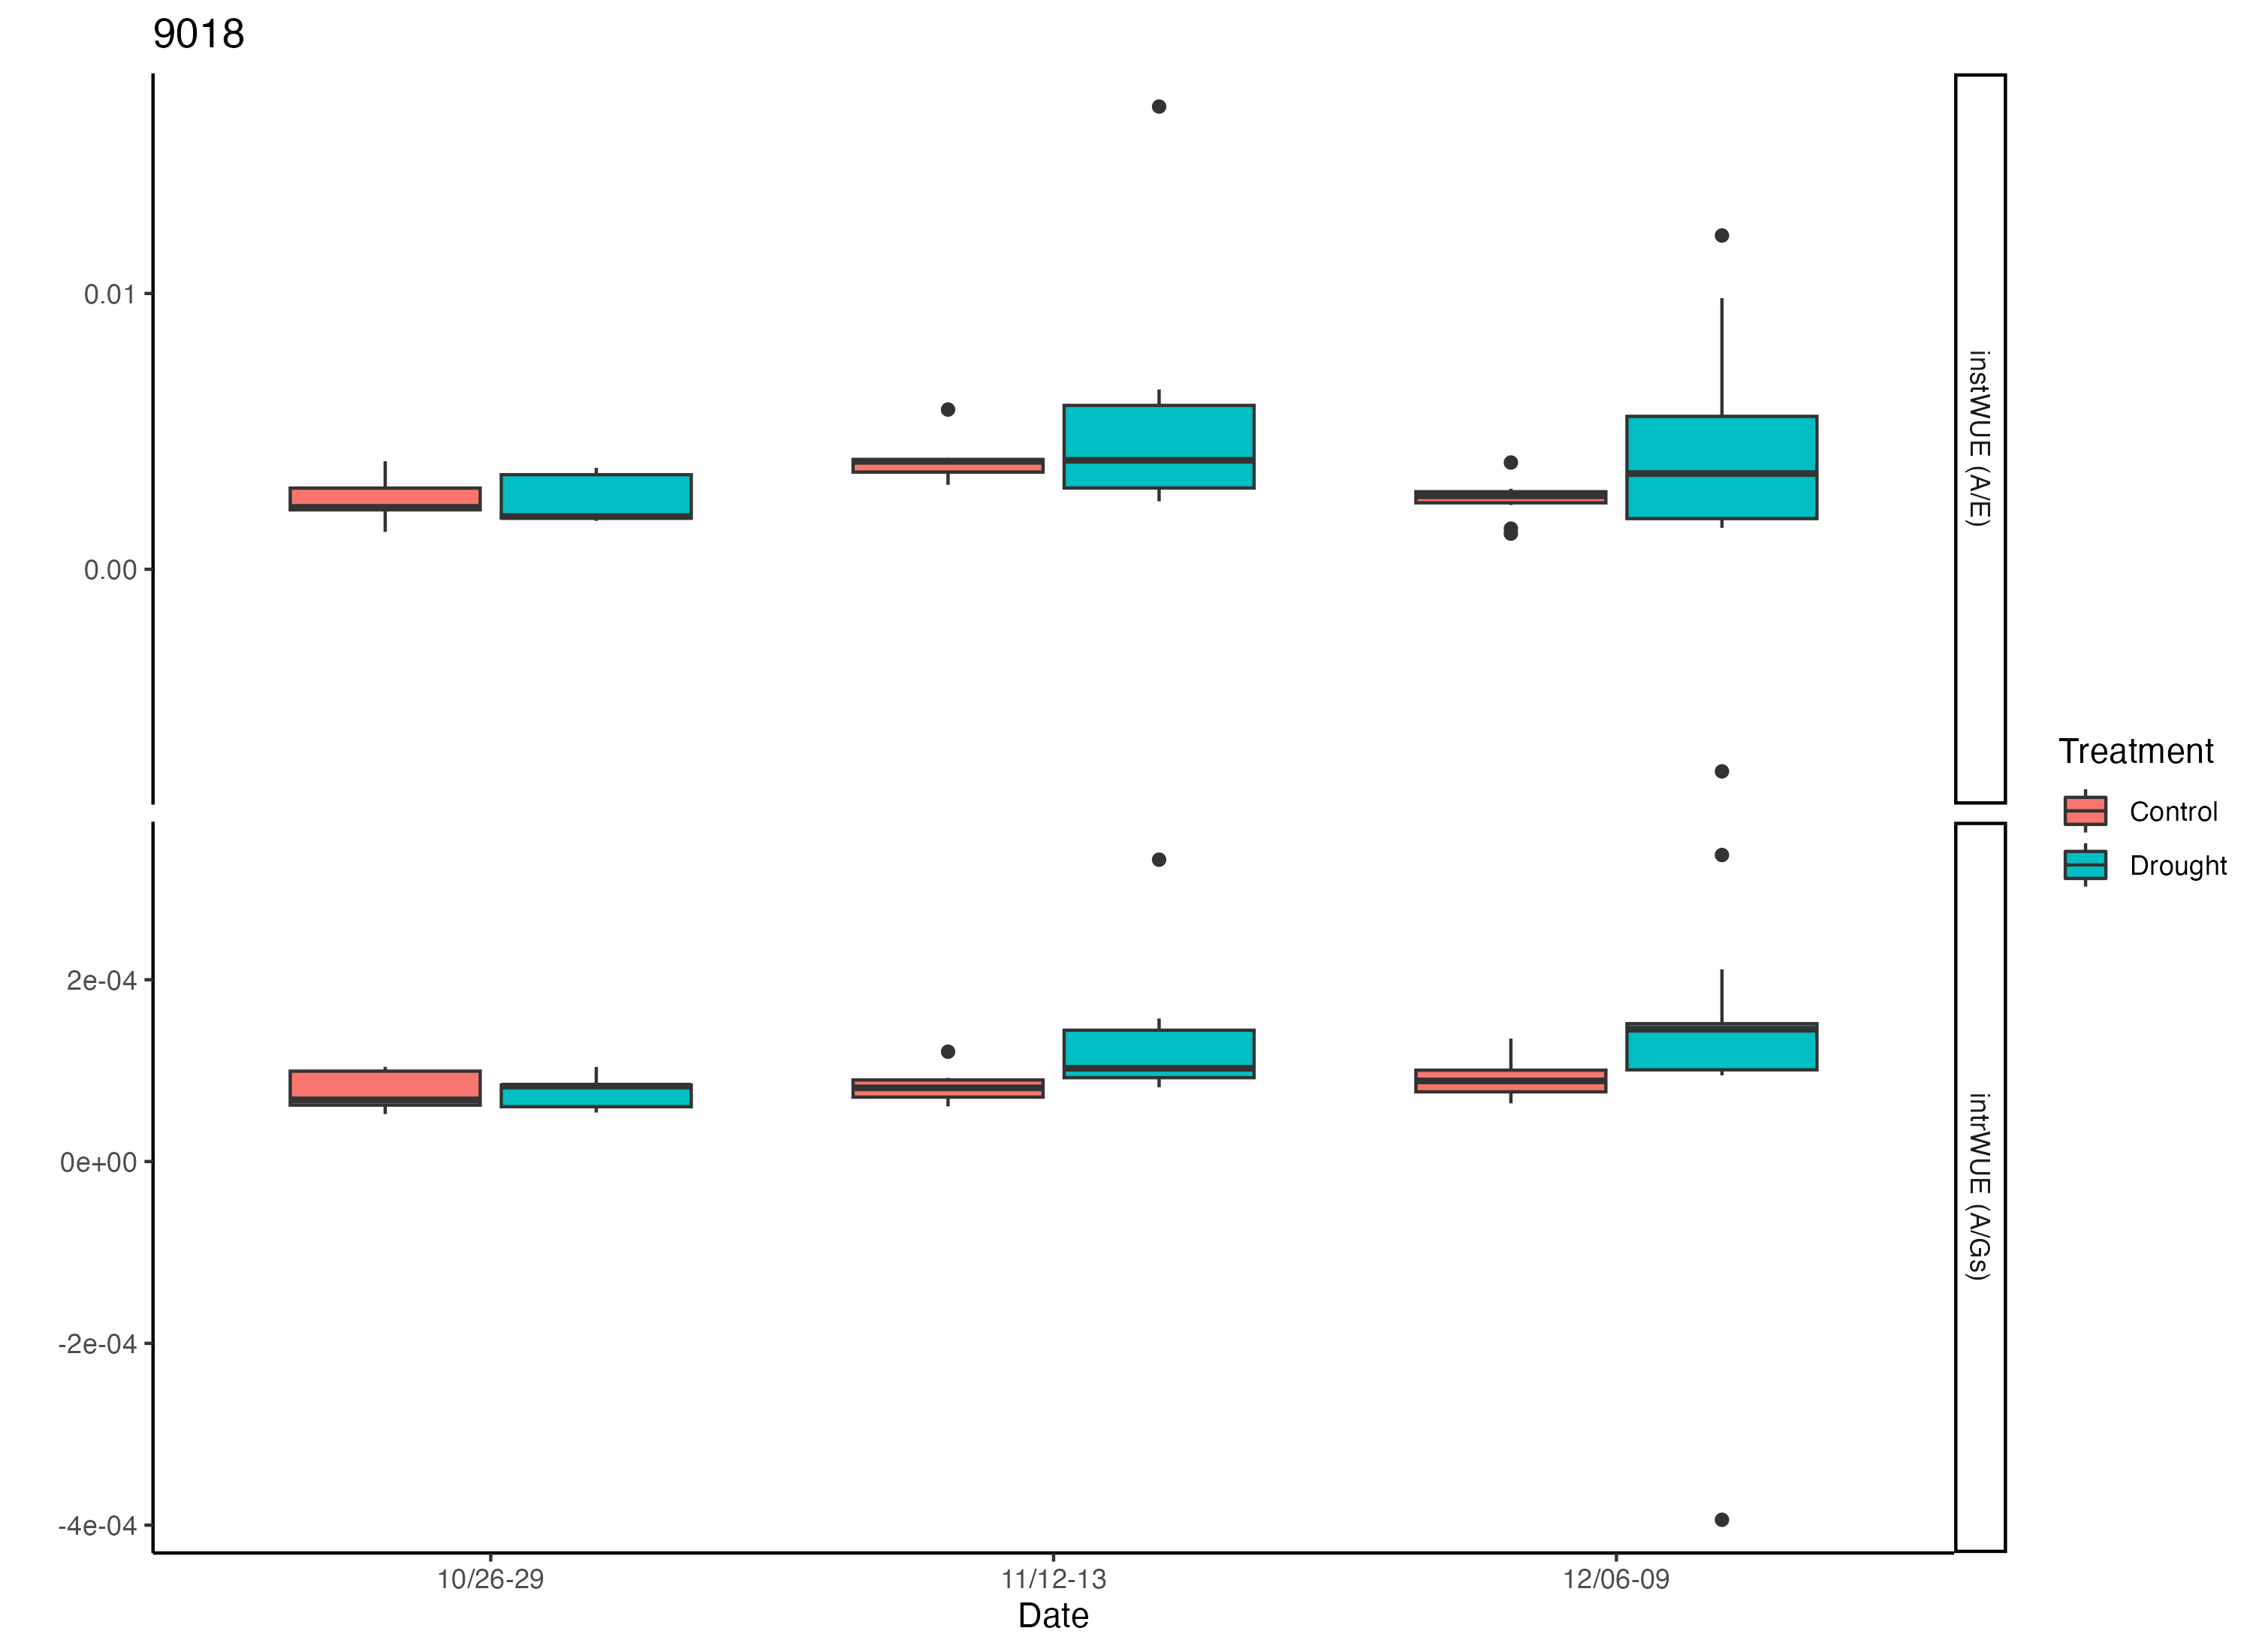 9018
0.01
0.00
instWUE (A/E)
2e-04
0e+00
-2e-04
-4e-04
intrWUE (A/Gs)
10/26-29
11/12-13
12/06-09
Date
Treatment
Control
Drought